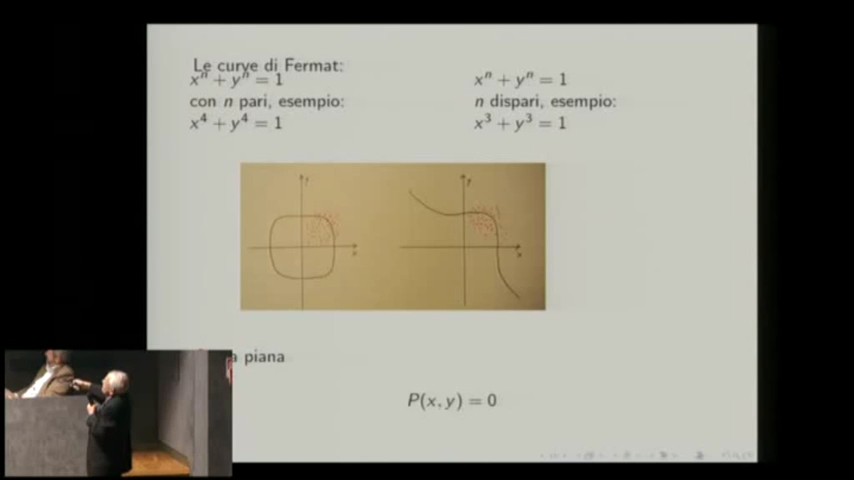 Le curve di Fermat:
xⁿ + yⁿ = 1
con n pari, esempio:
x⁴ + y⁴ = 1
xⁿ + yⁿ = 1
n dispari, esempio:
x³ + y³ = 1
y
x
y
x
a piana
P(x, y) = 0